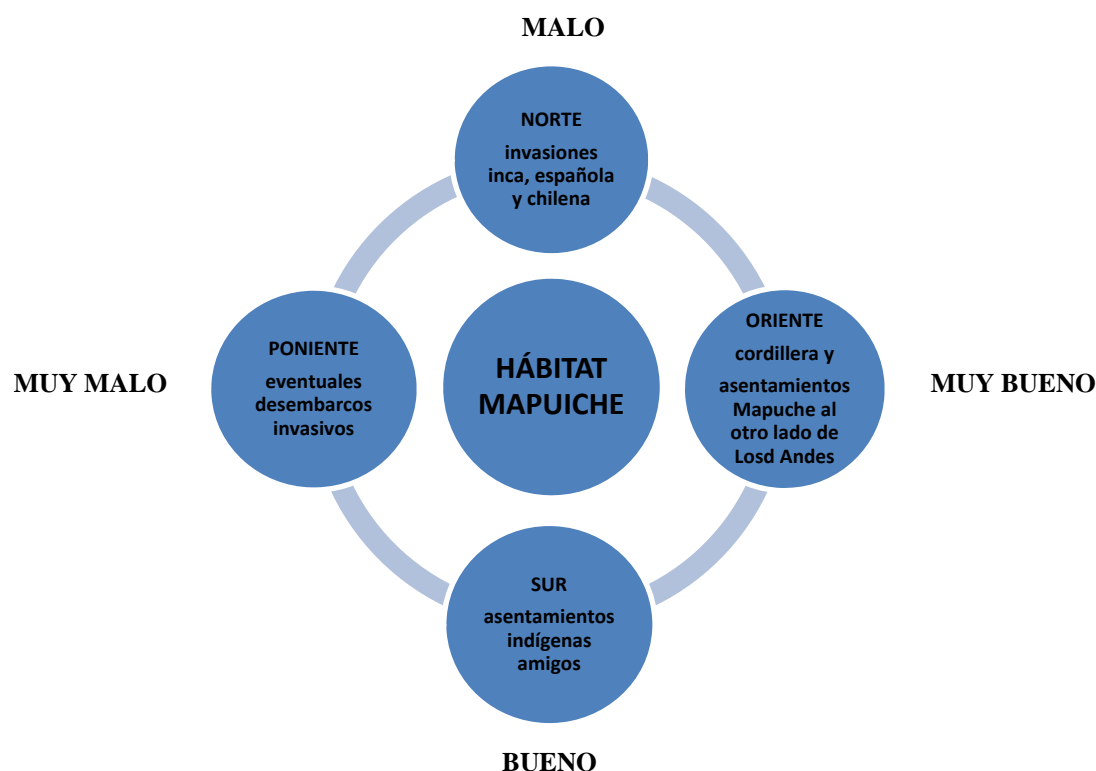 MALO
NORTE
invasiones
inca, española
y chilena
MUY MALO
PONIENTE
eventuales
desembarcos
invasivos
HÁBITAT
MAPUICHE
ORIENTE
cordillera y
asentamientos
Mapuche al
otro lado de
Losd Andes
MUY BUENO
SUR
asentamientos
indígenas
amigos
BUENO